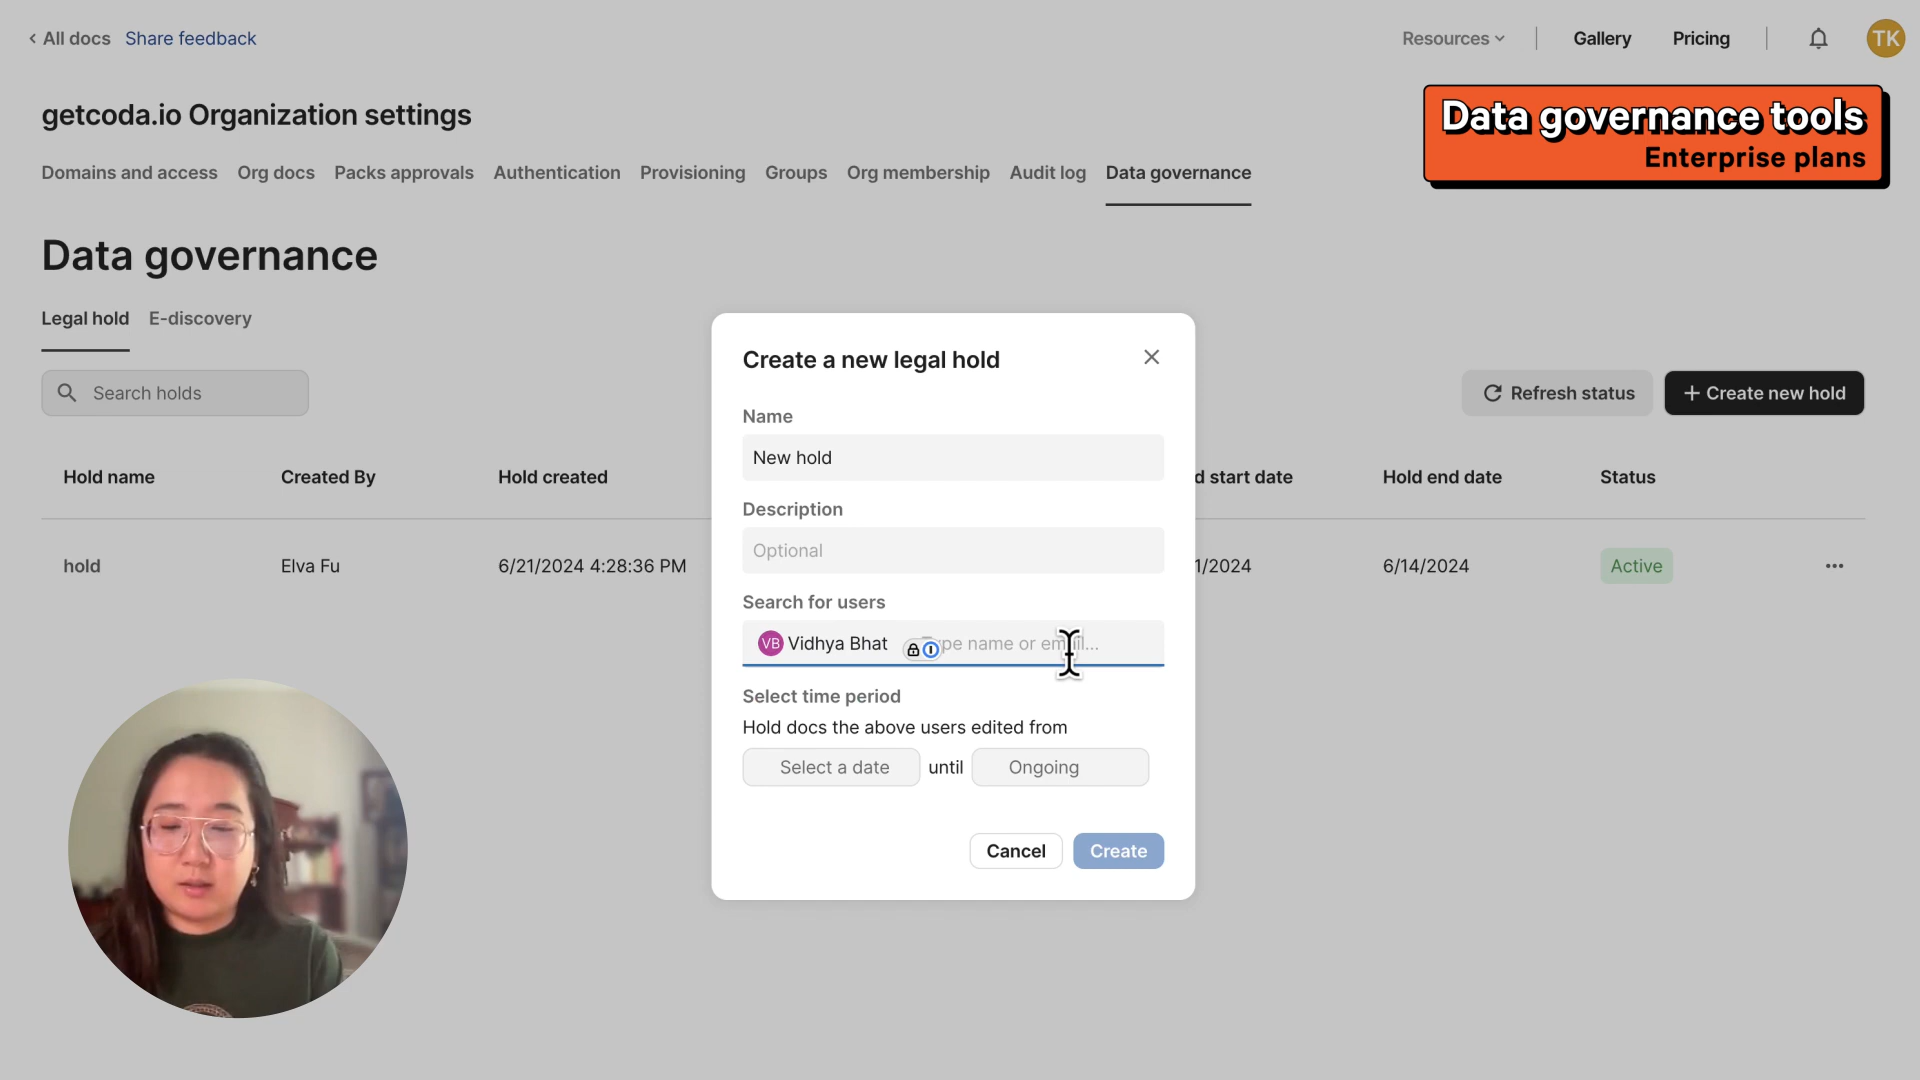 All docs Share feedback Resources Gallery Pricing TK
getcoda.io Organization settings
Data governance tools
Enterprise plans
Domains and access Org docs Packs approvals Authentication Provisioning Groups Org membership Audit log Data governance
Data governance
Legal hold E-discovery
Search holds
Refresh status
+ Create new hold
Hold name Created By Hold created d start date Hold end date Status
hold Elva Fu 6/21/2024 4:28:36 PM 1/2024 6/14/2024 Active
Create a new legal hold
Name
New hold
Description
Optional
Search for users
VB Vidhya Bhat Type name or email...
Select time period
Hold docs the above users edited from
Select a date until Ongoing
Cancel Create